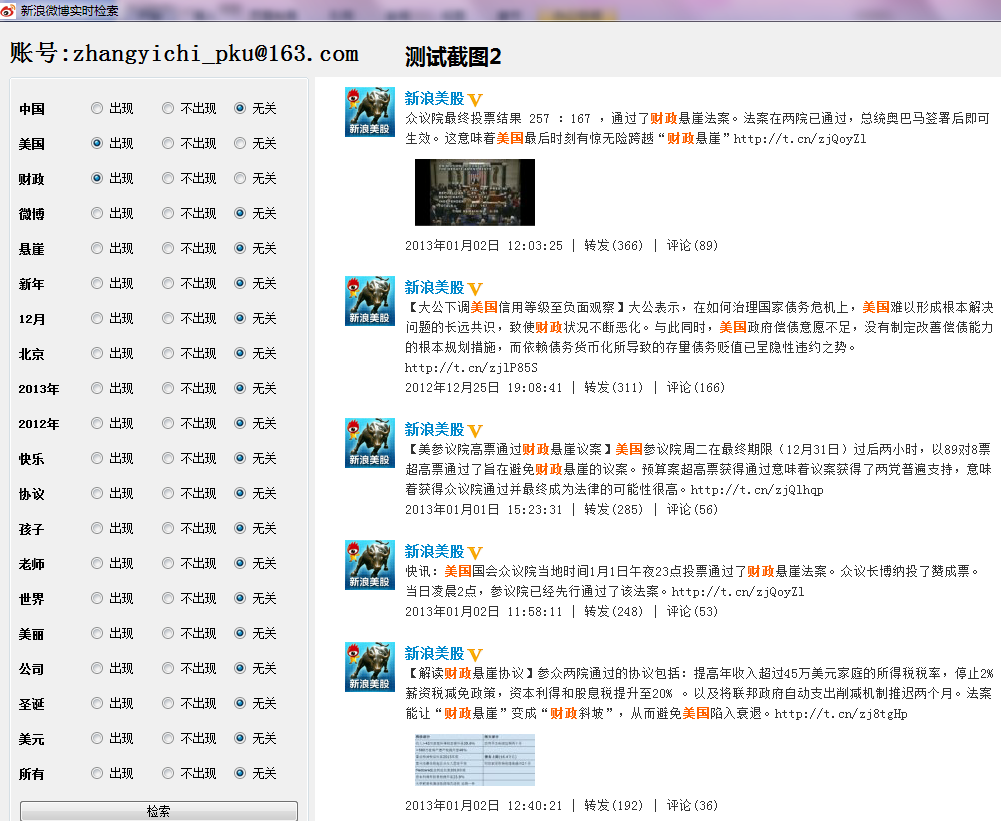 新浪微博实时检索
账号:zhangyichi_pku@163.com
测试截图2
中国 出现 不出现 无关
美国 出现 不出现 无关
财政 出现 不出现 无关
微博 出现 不出现 无关
悬崖 出现 不出现 无关
新年 出现 不出现 无关
12月 出现 不出现 无关
北京 出现 不出现 无关
2013年 出现 不出现 无关
2012年 出现 不出现 无关
快乐 出现 不出现 无关
协议 出现 不出现 无关
孩子 出现 不出现 无关
老师 出现 不出现 无关
世界 出现 不出现 无关
美丽 出现 不出现 无关
公司 出现 不出现 无关
圣诞 出现 不出现 无关
美元 出现 不出现 无关
所有 出现 不出现 无关
检索
新浪美股
新浪美股 V
众议院最终投票结果 257 : 167 ,通过了财政悬崖法案。法案在两院已通过,总统奥巴马签署后即可
生效。这意味着美国最后时刻有惊无险跨越“财政悬崖”http://t.cn/zjQoyZl
2013年01月02日 12:03:25 | 转发(366) | 评论(89)
新浪美股
新浪美股 V
【大公下调美国信用等级至负面观察】大公表示,在如何治理国家债务危机上,美国难以形成根本解决
问题的长远共识,致使财政状况不断恶化。与此同时,美国政府偿债意愿不足,没有制定改善偿债能力
的根本规划措施,而依赖债务货币化所导致的存量债务贬值已呈隐性违约之势。
http://t.cn/zjlP85S
2012年12月25日 19:08:41 | 转发(311) | 评论(166)
新浪美股
新浪美股 V
【美参议院高票通过财政悬崖议案】美国参议院周二在最终期限（12月31日）过后两小时,以89对8票
超高票通过了旨在避免财政悬崖的议案。预算案超高票获得通过意味着议案获得了两党普遍支持,意味
着获得众议院通过并最终成为法律的可能性很高。http://t.cn/zjQlhqp
2013年01月01日 15:23:31 | 转发(285) | 评论(56)
新浪美股
新浪美股 V
快讯：美国国会众议院当地时间1月1日午夜23点投票通过了财政悬崖法案。众议长博纳投了赞成票。
当日凌晨2点,参议院已经先行通过了该法案。http://t.cn/zjQoyZl
2013年01月02日 11:58:11 | 转发(248) | 评论(53)
新浪美股
新浪美股 V
【解读财政悬崖协议】参众两院通过的协议包括：提高年收入超过45万美元家庭的所得税税率,停止2%
薪资税减免政策,资本利得和股息税提升至20% 。以及将联邦政府自动支出削减机制推迟两个月。法案
能让“财政悬崖”变成“财政斜坡”,从而避免美国陷入衰退。http://t.cn/zj8tgHp
2013年01月02日 12:40:21 | 转发(192) | 评论(36)